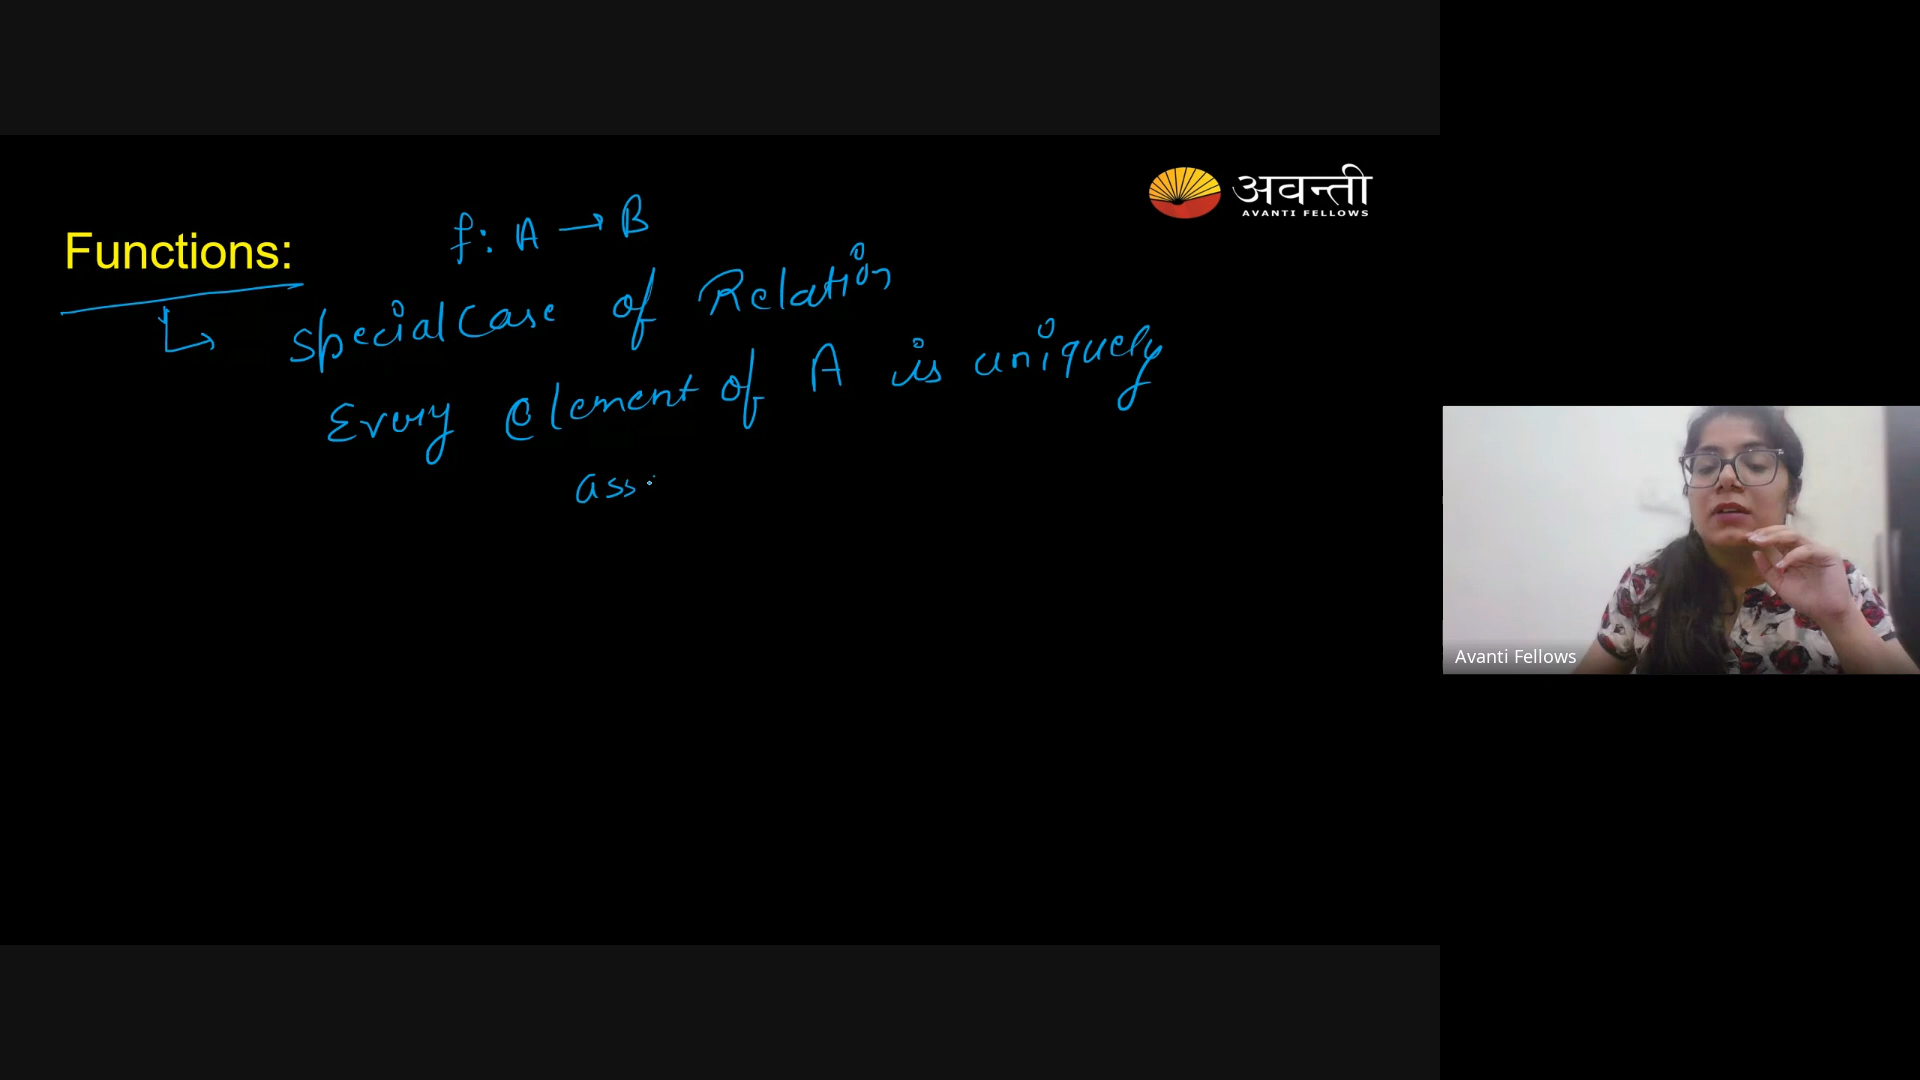 अवन्ती
AVANTI FELLOWS
f: A → B
Functions:
Special Case of Relation
Every element of A is uniquely
ass
Avanti Fellows